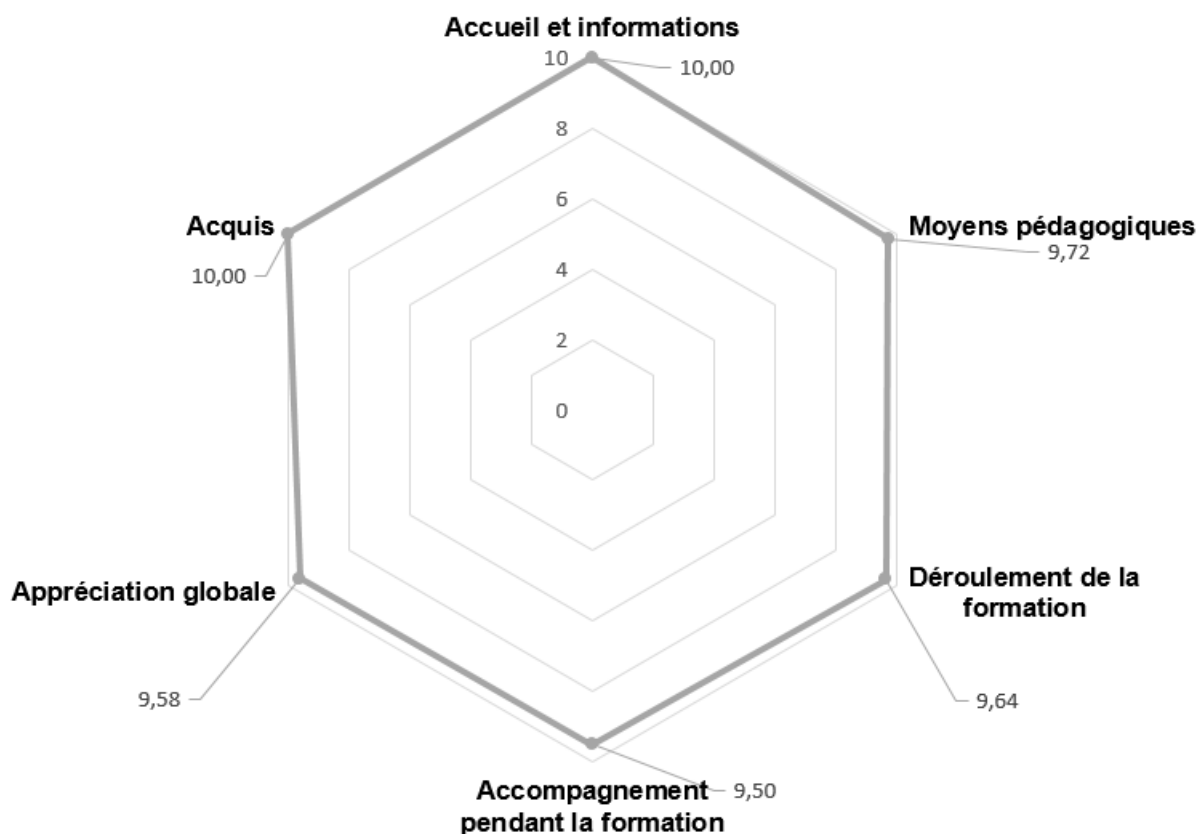 Accueil et informations
10
10,00
8
6
Acquis
Moyens pédagogiques
9,72
10,00
4
2
0
Déroulement de la
formation
Appréciation globale
9,58
9,64
Accompagnement
9,50
pendant la formation